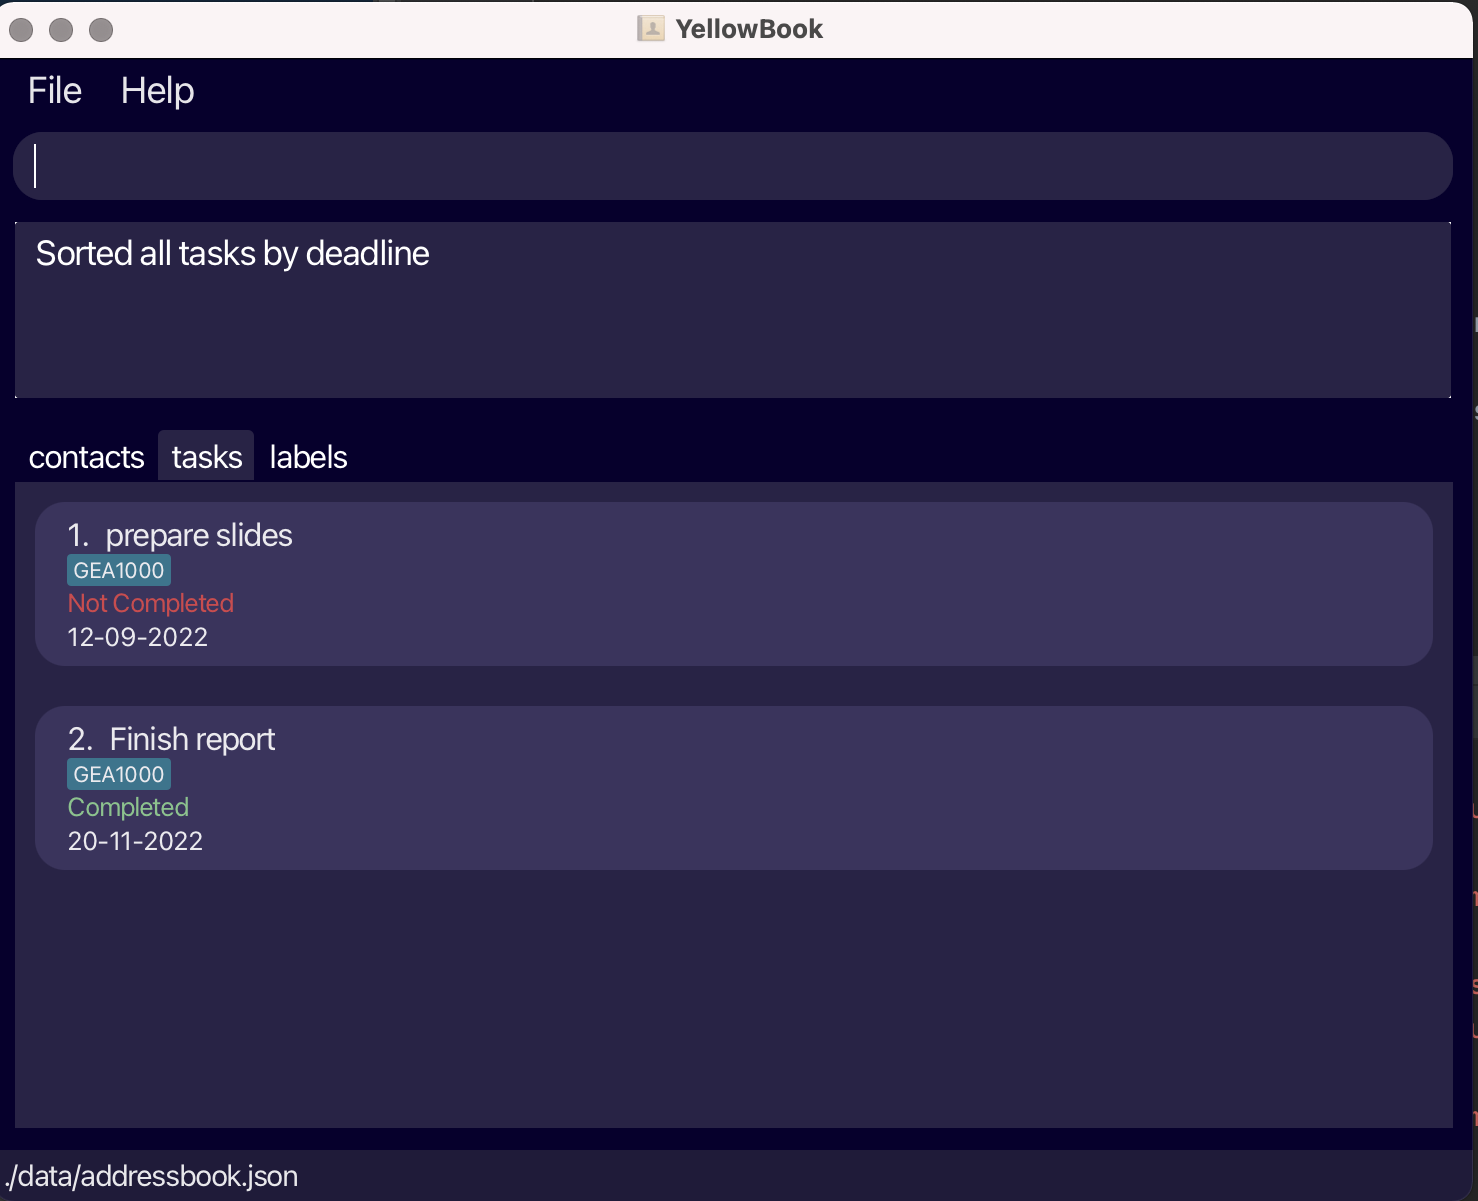 YellowBook
File Help
Sorted all tasks by deadline
contacts tasks labels
1. prepare slides
GEA1000
Not Completed
12-09-2022
2. Finish report
GEA1000
Completed
20-11-2022
./data/addressbook.json